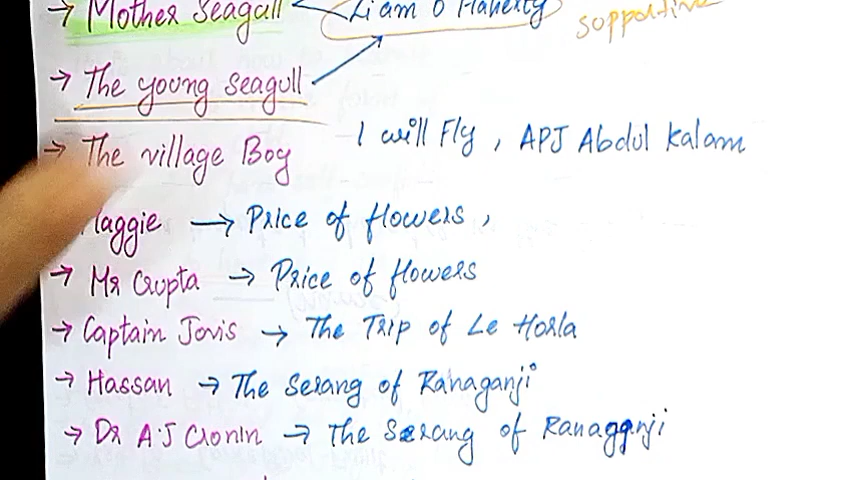 → Mother Seagull Liam O Flaherty supportive
→ The young seagull
→ The village Boy I will Fly, APJ Abdul Kalam
Maggie → Price of flowers,
→ Mr Gupta → Price of flowers
→ Captain Jovis → The Trip of Le Horla
→ Hassan → The Serang of Ranaganji
→ Dr A.J Cronin → The Serang of Ranaganji